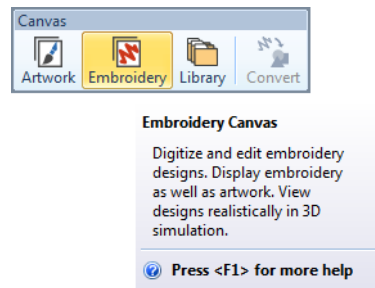 Canvas
Artwork Embroidery Library Convert
Embroidery Canvas
Digitize and edit embroidery
designs. Display embroidery
as well as artwork. View
designs realistically in 3D
simulation.
Press <F1> for more help